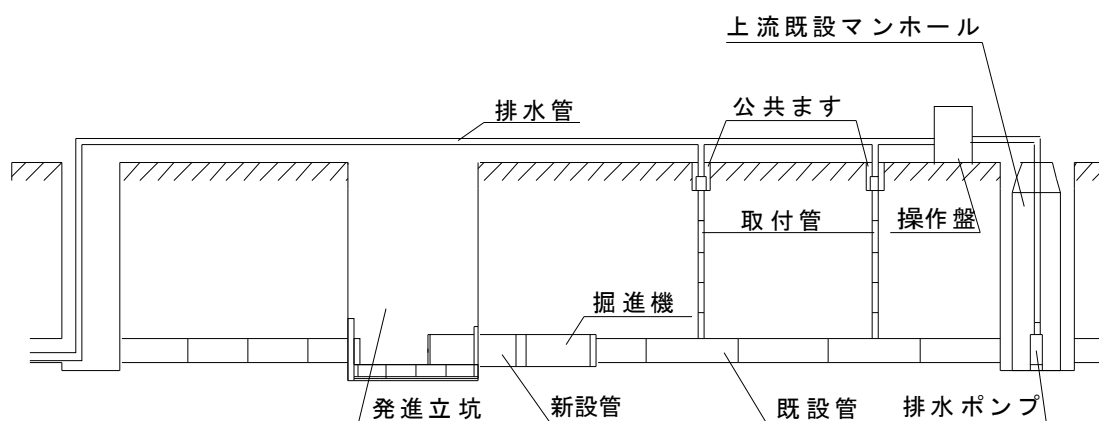 上流既設マンホール
排水管
公共ます
取付管
操作盤
掘進機
発進立坑
新設管
既設管
排水ポンプ